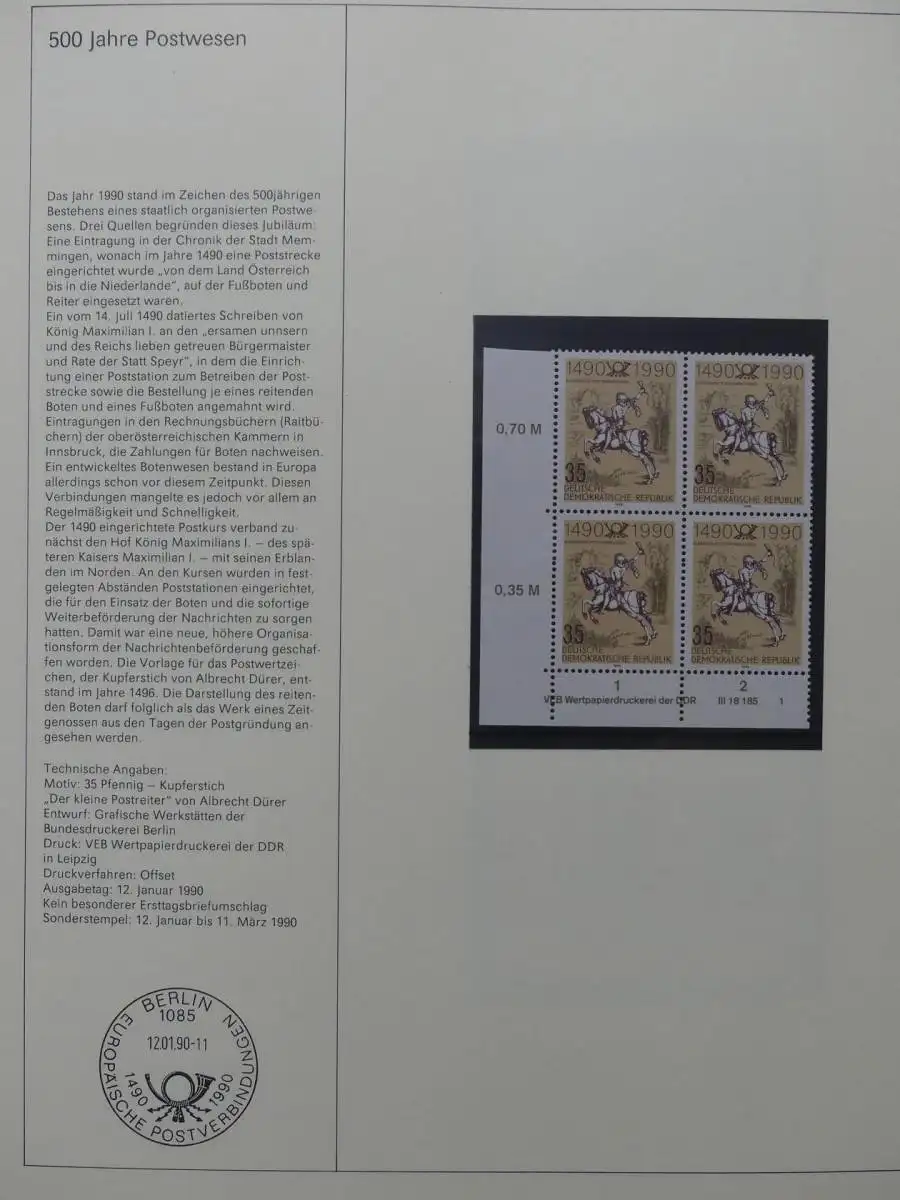 500 Jahre Postwesen
Das Jahr 1990 stand im Zeichen des 500jährigen
Bestehens eines staatlich organisierten Postwe-
sens. Drei Quellen begründen dieses Jubiläum:
Eine Eintragung in der Chronik der Stadt Mem-
mingen, wonach im Jahre 1490 eine Poststrecke
eingerichtet wurde „von dem Land Österreich
bis in die Niederlande“, auf der Fußboten und
Reiter eingesetzt waren.
Ein vom 14. Juli 1490 datiertes Schreiben von
König Maximilian I. an den „ersamen unnsern
und des Reichs lieben getreuen Bürgermaister
und Rate der Statt Speyr“, in dem die Einrich-
tung einer Poststation zum Betreiben der Post-
strecke sowie die Bestellung je eines reitenden
Boten und eines Fußboten angemahnt wird.
Eintragungen in den Rechnungsbüchern (Raitbü-
chern) der oberösterreichischen Kammern in
Innsbruck, die Zahlungen für Boten nachweisen.
Ein entwickeltes Botenwesen bestand in Europa
allerdings schon vor diesem Zeitpunkt. Diesen
Verbindungen mangelte es jedoch vor allem an
Regelmäßigkeit und Schnelligkeit.
Der 1490 eingerichtete Postkurs verband zu-
nächst den Hof König Maximilians I. – des spä-
teren Kaisers Maximilian I. – mit seinen Erblan-
den im Norden. An den Kursen wurden in fest-
gelegten Abständen Poststationen eingerichtet,
die für den Einsatz der Boten und die sofortige
Weiterbeförderung der Nachrichten zu sorgen
hatten. Damit war eine neue, höhere Organisa-
tionsform der Nachrichtenbeförderung geschaf-
fen worden. Die Vorlage für das Postwertzei-
chen, der Kupferstich von Albrecht Dürer, ent-
stand im Jahre 1496. Die Darstellung des reiten-
den Boten darf folglich als das Werk eines Zeit-
genossen aus den Tagen der Postgründung an-
gesehen werden.
Technische Angaben:
Motiv: 35 Pfennig – Kupferstich
„Der kleine Postreiter“ von Albrecht Dürer
Entwurf: Grafische Werkstätten der
Bundesdruckerei Berlin
Druck: VEB Wertpapierdruckerei der DDR
in Leipzig
Druckverfahren: Offset
Ausgabetag: 12. Januar 1990
Kein besonderer Ersttagsbriefumschlag
Sonderstempel: 12. Januar bis 11. März 1990
BERLIN
1085
12.01.90-11
1490 1990
EUROPÄISCHE POSTVERBINDUNGEN
0,70 M
1490 1990
35
DEUTSCHE
DEMOKRATISCHE REPUBLIK
1490 1990
35
DEUTSCHE
DEMOKRATISCHE REPUBLIK
0,35 M
1490 1990
35
DEUTSCHE
DEMOKRATISCHE REPUBLIK
1490 1990
35
DEUTSCHE
DEMOKRATISCHE REPUBLIK
1 2
VEB Wertpapierdruckerei der DDR III 18 185 1